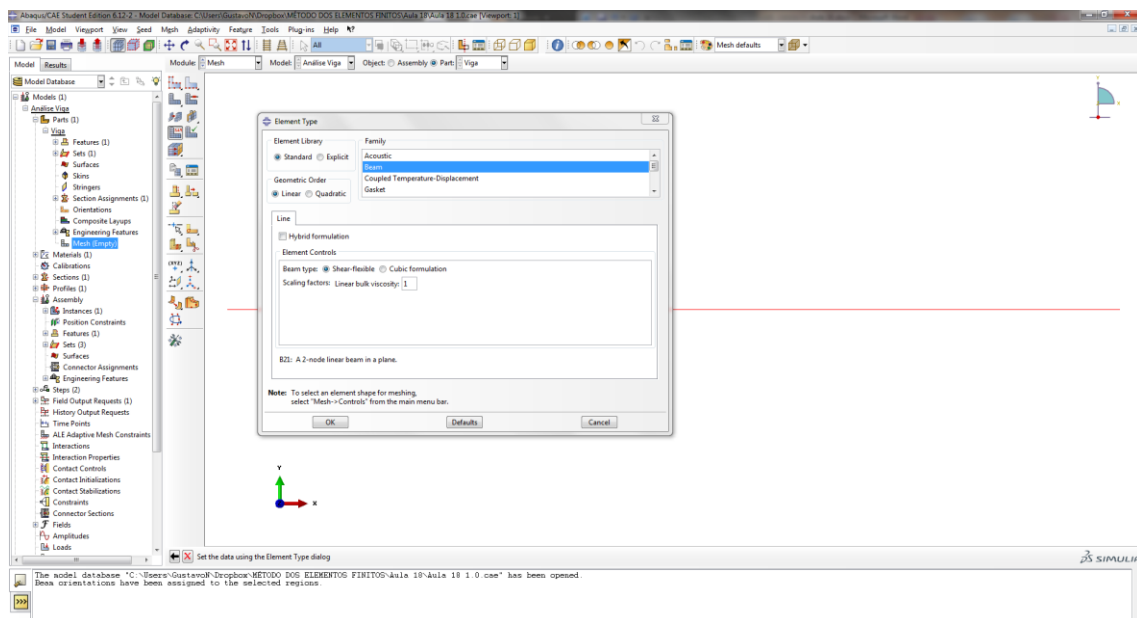 Abaqus/CAE Student Edition 6.12-2 - Model Database: C:\Users\GustavoN\Dropbox\MÉTODO DOS ELEMENTOS FINITOS\Aula 18\Aula 18 1.0.cae [Viewport: 1]
File Model Viewport View Seed Mesh Adaptivity Feature Tools Plug-ins Help
All Mesh defaults
Model Results Module: Mesh Model: Análise Viga Object: Assembly Part: Viga
Model Database
Models (1)
Análise Viga
Parts (1)
Viga
Features (1)
Sets (1)
Surfaces
Skins
Stringers
Section Assignments (1)
Orientations
Composite Layups
Engineering Features
Mesh (Empty)
Materials (1)
Calibrations
Sections (1)
Profiles (1)
Assembly
Instances (1)
Position Constraints
Features (1)
Sets (3)
Surfaces
Connector Assignments
Engineering Features
Steps (2)
Field Output Requests (1)
History Output Requests
Time Points
ALE Adaptive Mesh Constraints
Interactions
Interaction Properties
Contact Controls
Contact Initializations
Contact Stabilizations
Constraints
Connector Sections
Fields
Amplitudes
Loads
Element Type
Element Library
Standard Explicit
Geometric Order
Linear Quadratic
Family
Acoustic
Beam
Coupled Temperature-Displacement
Gasket
Line
Hybrid formulation
Element Controls
Beam type: Shear-flexible Cubic formulation
Scaling factors: Linear bulk viscosity: 1
B21: A 2-node linear beam in a plane.
Note: To select an element shape for meshing,
select "Mesh->Controls" from the main menu bar.
OK Defaults Cancel
Y
X
Set the data using the Element Type dialog
SIMULIA
The model database "C:\Users\GustavoN\Dropbox\MÉTODO DOS ELEMENTOS FINITOS\Aula 18\Aula 18 1.0.cae" has been opened.
Beam orientations have been assigned to the selected regions.
>>>